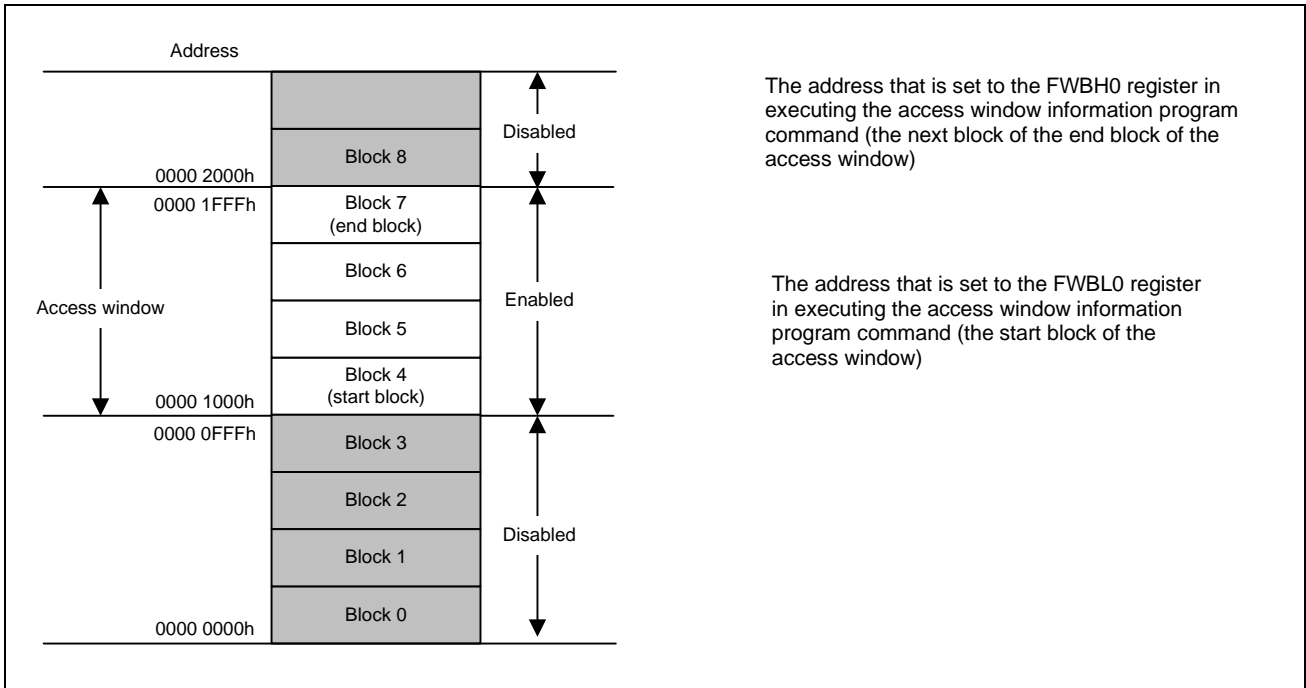 Address
Disabled
Block 8
0000 2000h
0000 1FFFh
Block 7
(end block)
Block 6
Access window
Enabled
Block 5
Block 4
(start block)
0000 1000h
0000 0FFFh
Block 3
Block 2
Disabled
Block 1
Block 0
0000 0000h
The address that is set to the FWBH0 register in
executing the access window information program
command (the next block of the end block of the
access window)
The address that is set to the FWBL0 register
in executing the access window information
program command (the start block of the
access window)